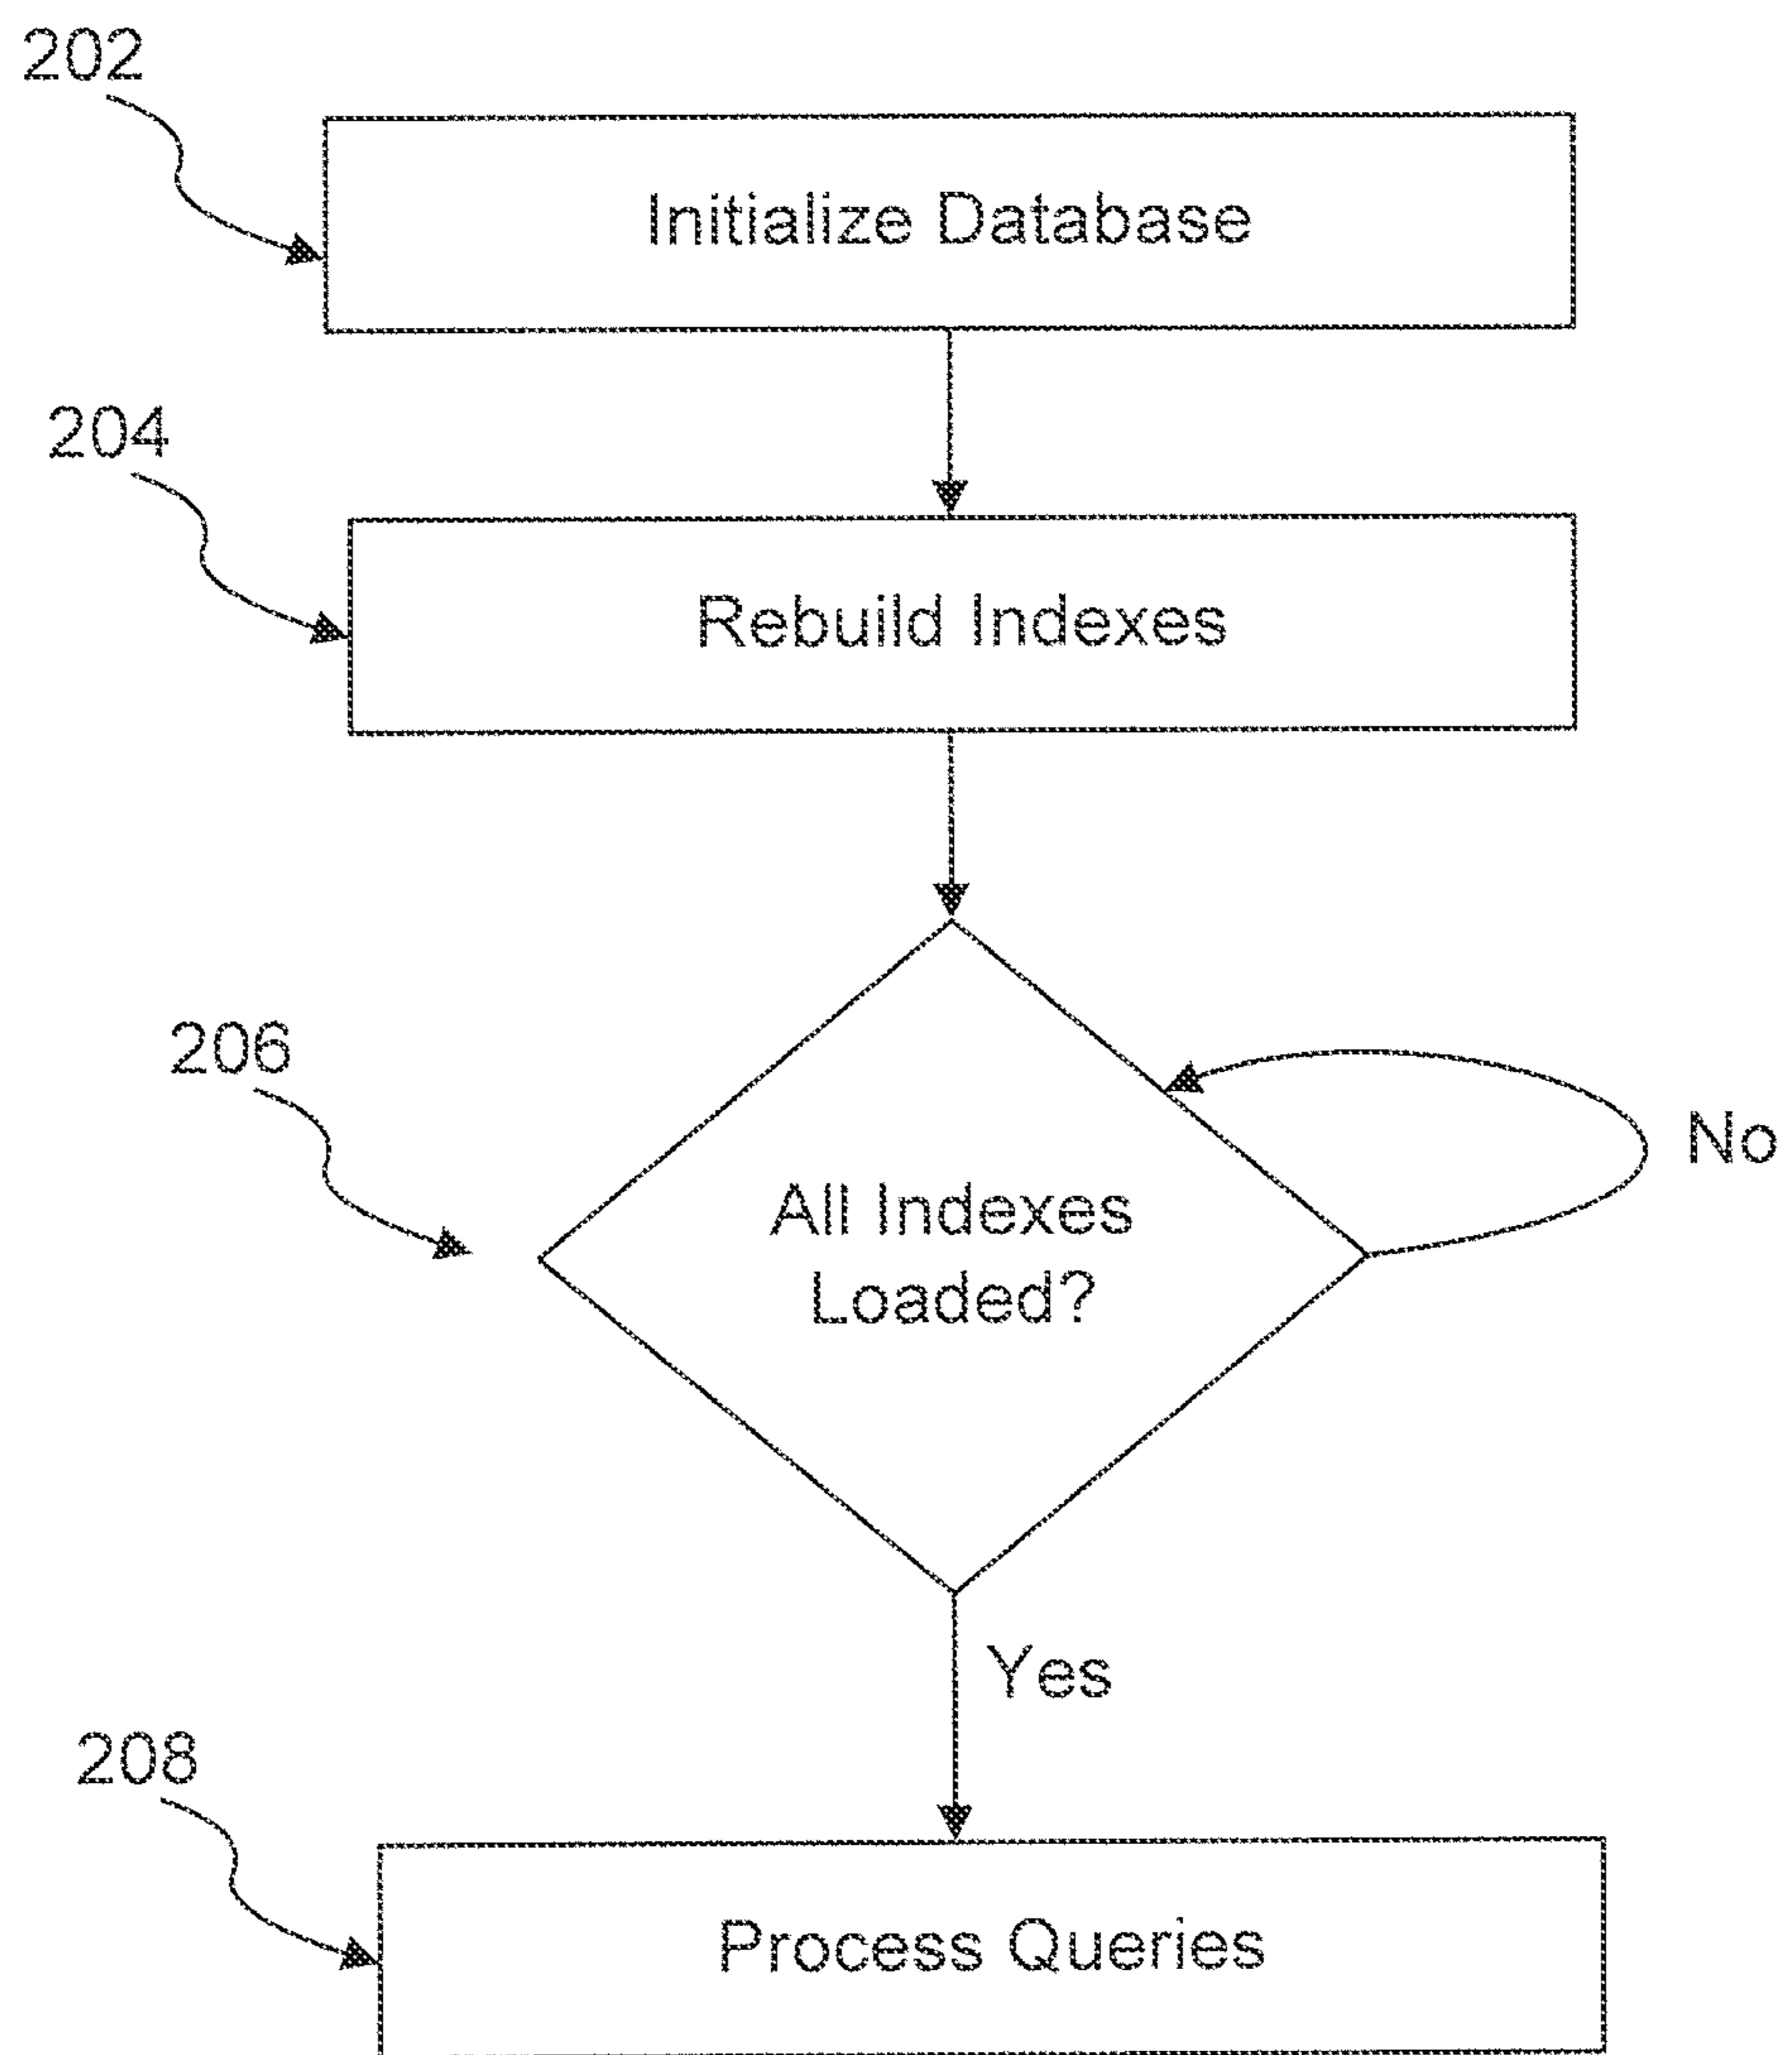 202
Initialize Database
204
Rebuild Indexes
206
No
All Indexes
Loaded?
Yes
208
Process Queries